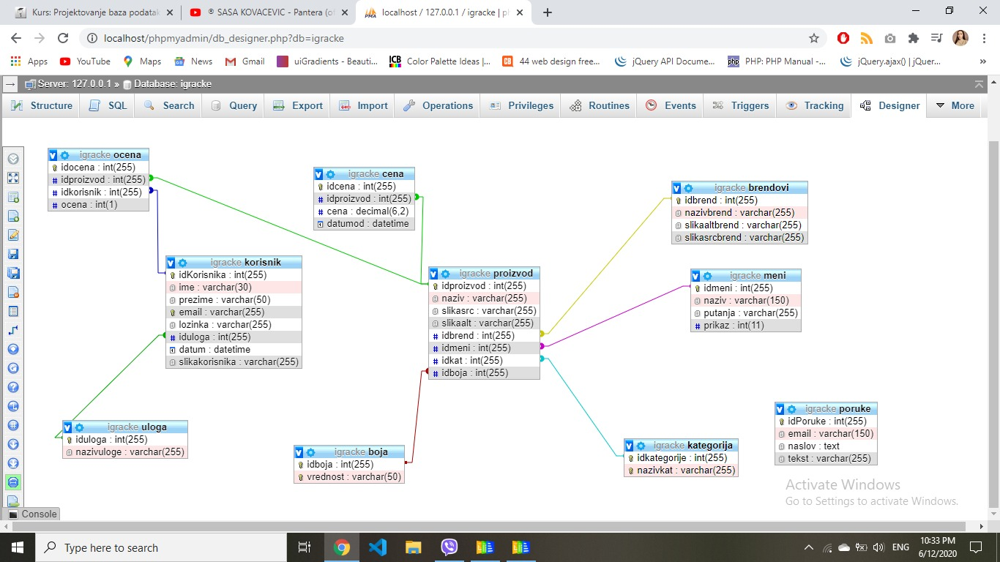 Kurs: Projektovanje baza podatak
® SASA KOVACEVIC - Pantera (of
localhost / 127.0.0.1 / igracke | ph
localhost/phpmyadmin/db_designer.php?db=igracke
Apps YouTube Maps News Gmail uiGradients - Beauti... Color Palette Ideas |... 44 web design free... jQuery API Docume... PHP: PHP Manual -... jQuery.ajax() | jQuer... »
Server: 127.0.0.1 » Database: igracke
Structure SQL Search Query Export Import Operations Privileges Routines Events Triggers Tracking Designer More
igracke ocena
idocena : int(255)
idproizvod : int(255)
idkorisnik : int(255)
ocena : int(1)
igracke cena
idcena : int(255)
idproizvod : int(255)
cena : decimal(6,2)
datumod : datetime
igracke brendovi
idbrend : int(255)
nazivbrend : varchar(255)
slikaaltbrend : varchar(255)
slikasrcbrend : varchar(255)
igracke korisnik
idKorisnika : int(255)
ime : varchar(30)
prezime : varchar(50)
email : varchar(255)
lozinka : varchar(255)
iduloga : int(255)
datum : datetime
slikakorisnika : varchar(255)
igracke proizvod
idproizvod : int(255)
naziv : varchar(255)
slikasrc : varchar(255)
slikaalt : varchar(255)
idbrend : int(255)
idmeni : int(255)
idkat : int(255)
idboja : int(255)
igracke meni
idmeni : int(255)
naziv : varchar(150)
putanja : varchar(255)
prikaz : int(11)
igracke uloga
iduloga : int(255)
nazivuloge : varchar(255)
igracke boja
idboja : int(255)
vrednost : varchar(50)
igracke kategorija
idkategorije : int(255)
nazivkat : varchar(255)
igracke poruke
idPoruke : int(255)
email : varchar(150)
naslov : text
tekst : varchar(255)
Activate Windows
Go to Settings to activate Windows.
Console
Type here to search
ENG
10:33 PM
6/12/2020